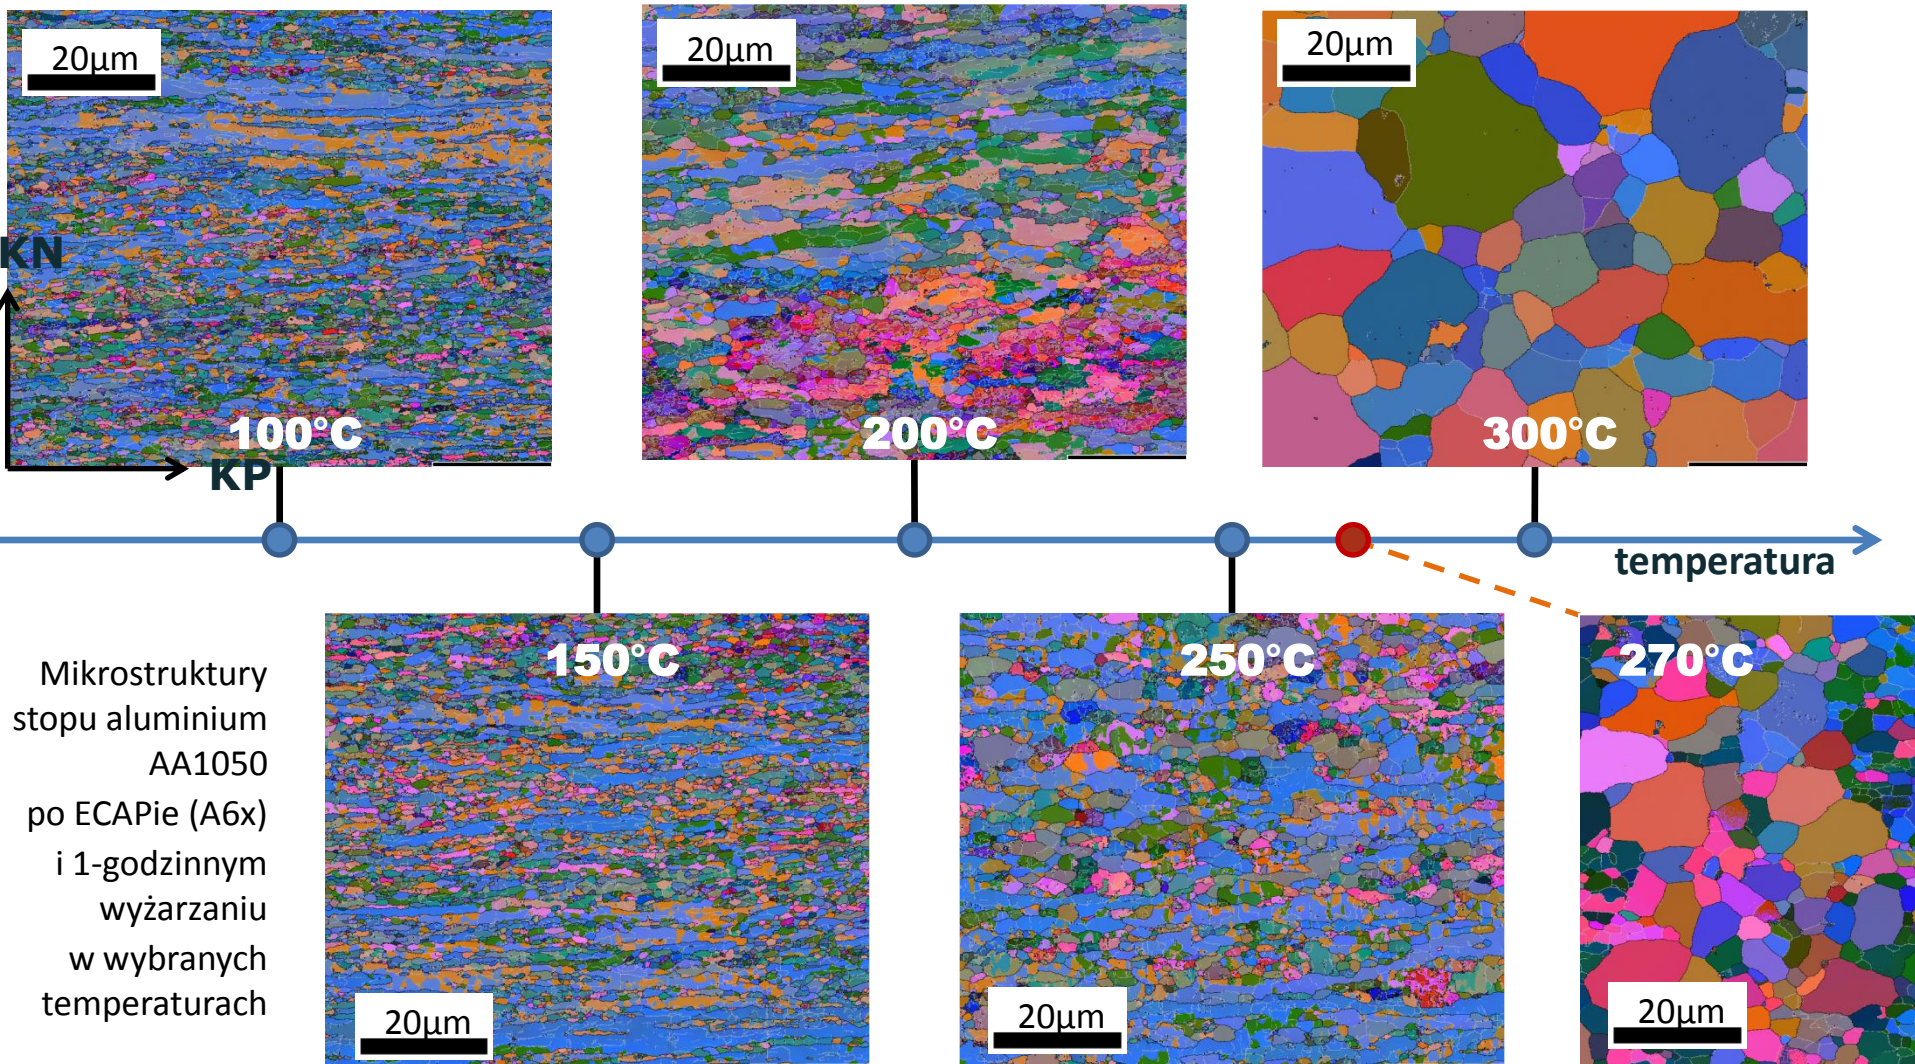 20µm
20µm
20µm
KN
100°C
200°C
300°C
KP
temperatura
150°C
250°C
270°C
Mikrostruktury
stopu aluminium
AA1050
po ECAPie (A6x)
i 1-godzinnym
wyżarzaniu
w wybranych
temperaturach
20µm
20µm
20µm